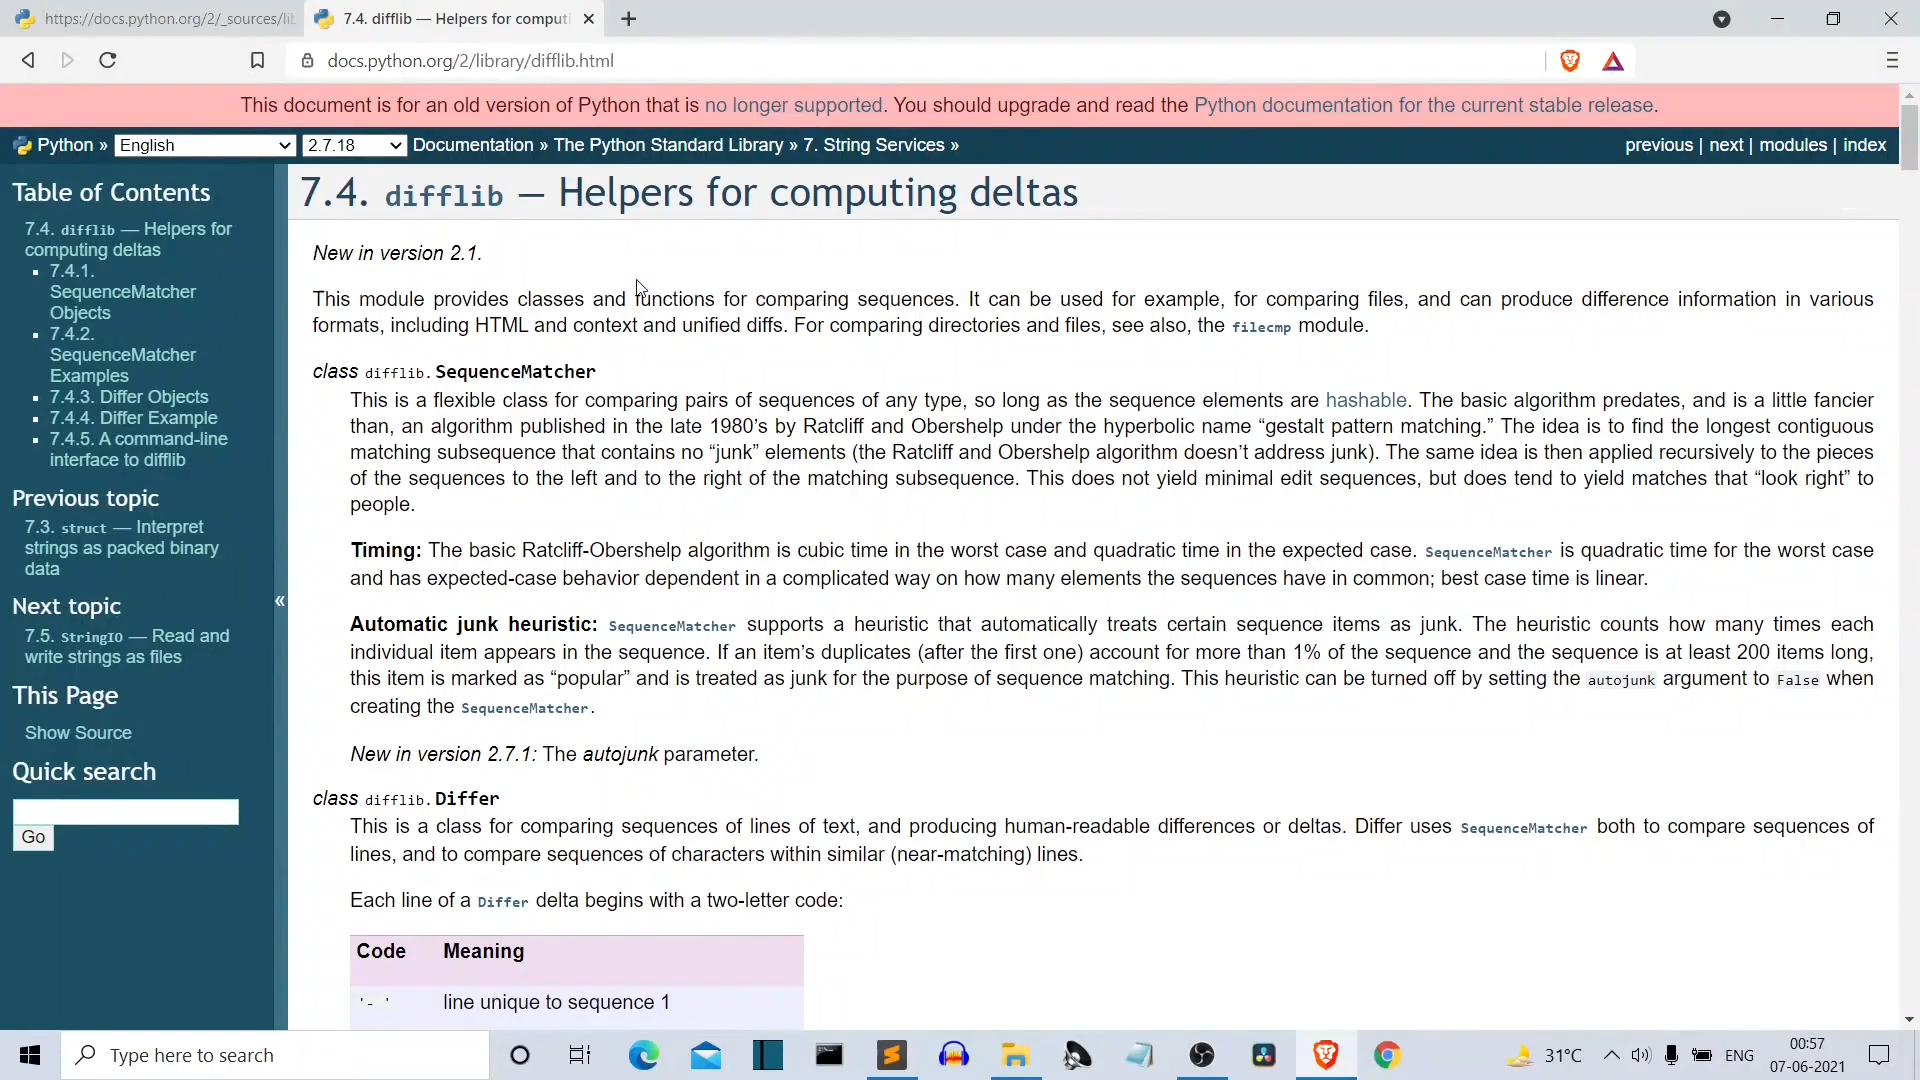 https://docs.python.org/2/_sources/lib
7.4. difflib — Helpers for computi
docs.python.org/2/library/difflib.html
This document is for an old version of Python that is no longer supported. You should upgrade and read the Python documentation for the current stable release.
Python » English 2.7.18 Documentation » The Python Standard Library » 7. String Services » previous | next | modules | index
Table of Contents
7.4. difflib — Helpers for
computing deltas
7.4.1.
SequenceMatcher
Objects
7.4.2.
SequenceMatcher
Examples
7.4.3. Differ Objects
7.4.4. Differ Example
7.4.5. A command-line
interface to difflib
Previous topic
7.3. struct — Interpret
strings as packed binary
data
Next topic
7.5. StringIO — Read and
write strings as files
This Page
Show Source
Quick search
Go
«
7.4. difflib — Helpers for computing deltas
New in version 2.1.
This module provides classes and functions for comparing sequences. It can be used for example, for comparing files, and can produce difference information in various
formats, including HTML and context and unified diffs. For comparing directories and files, see also, the filecmp module.
class difflib.SequenceMatcher
This is a flexible class for comparing pairs of sequences of any type, so long as the sequence elements are hashable. The basic algorithm predates, and is a little fancier
than, an algorithm published in the late 1980’s by Ratcliff and Obershelp under the hyperbolic name “gestalt pattern matching.” The idea is to find the longest contiguous
matching subsequence that contains no “junk” elements (the Ratcliff and Obershelp algorithm doesn’t address junk). The same idea is then applied recursively to the pieces
of the sequences to the left and to the right of the matching subsequence. This does not yield minimal edit sequences, but does tend to yield matches that “look right” to
people.
Timing: The basic Ratcliff-Obershelp algorithm is cubic time in the worst case and quadratic time in the expected case. SequenceMatcher is quadratic time for the worst case
and has expected-case behavior dependent in a complicated way on how many elements the sequences have in common; best case time is linear.
Automatic junk heuristic: SequenceMatcher supports a heuristic that automatically treats certain sequence items as junk. The heuristic counts how many times each
individual item appears in the sequence. If an item’s duplicates (after the first one) account for more than 1% of the sequence and the sequence is at least 200 items long,
this item is marked as “popular” and is treated as junk for the purpose of sequence matching. This heuristic can be turned off by setting the autojunk argument to False when
creating the SequenceMatcher.
New in version 2.7.1: The autojunk parameter.
class difflib.Differ
This is a class for comparing sequences of lines of text, and producing human-readable differences or deltas. Differ uses SequenceMatcher both to compare sequences of
lines, and to compare sequences of characters within similar (near-matching) lines.
Each line of a Differ delta begins with a two-letter code:
Code Meaning
'- ' line unique to sequence 1
Type here to search
31°C
ENG
00:57
07-06-2021